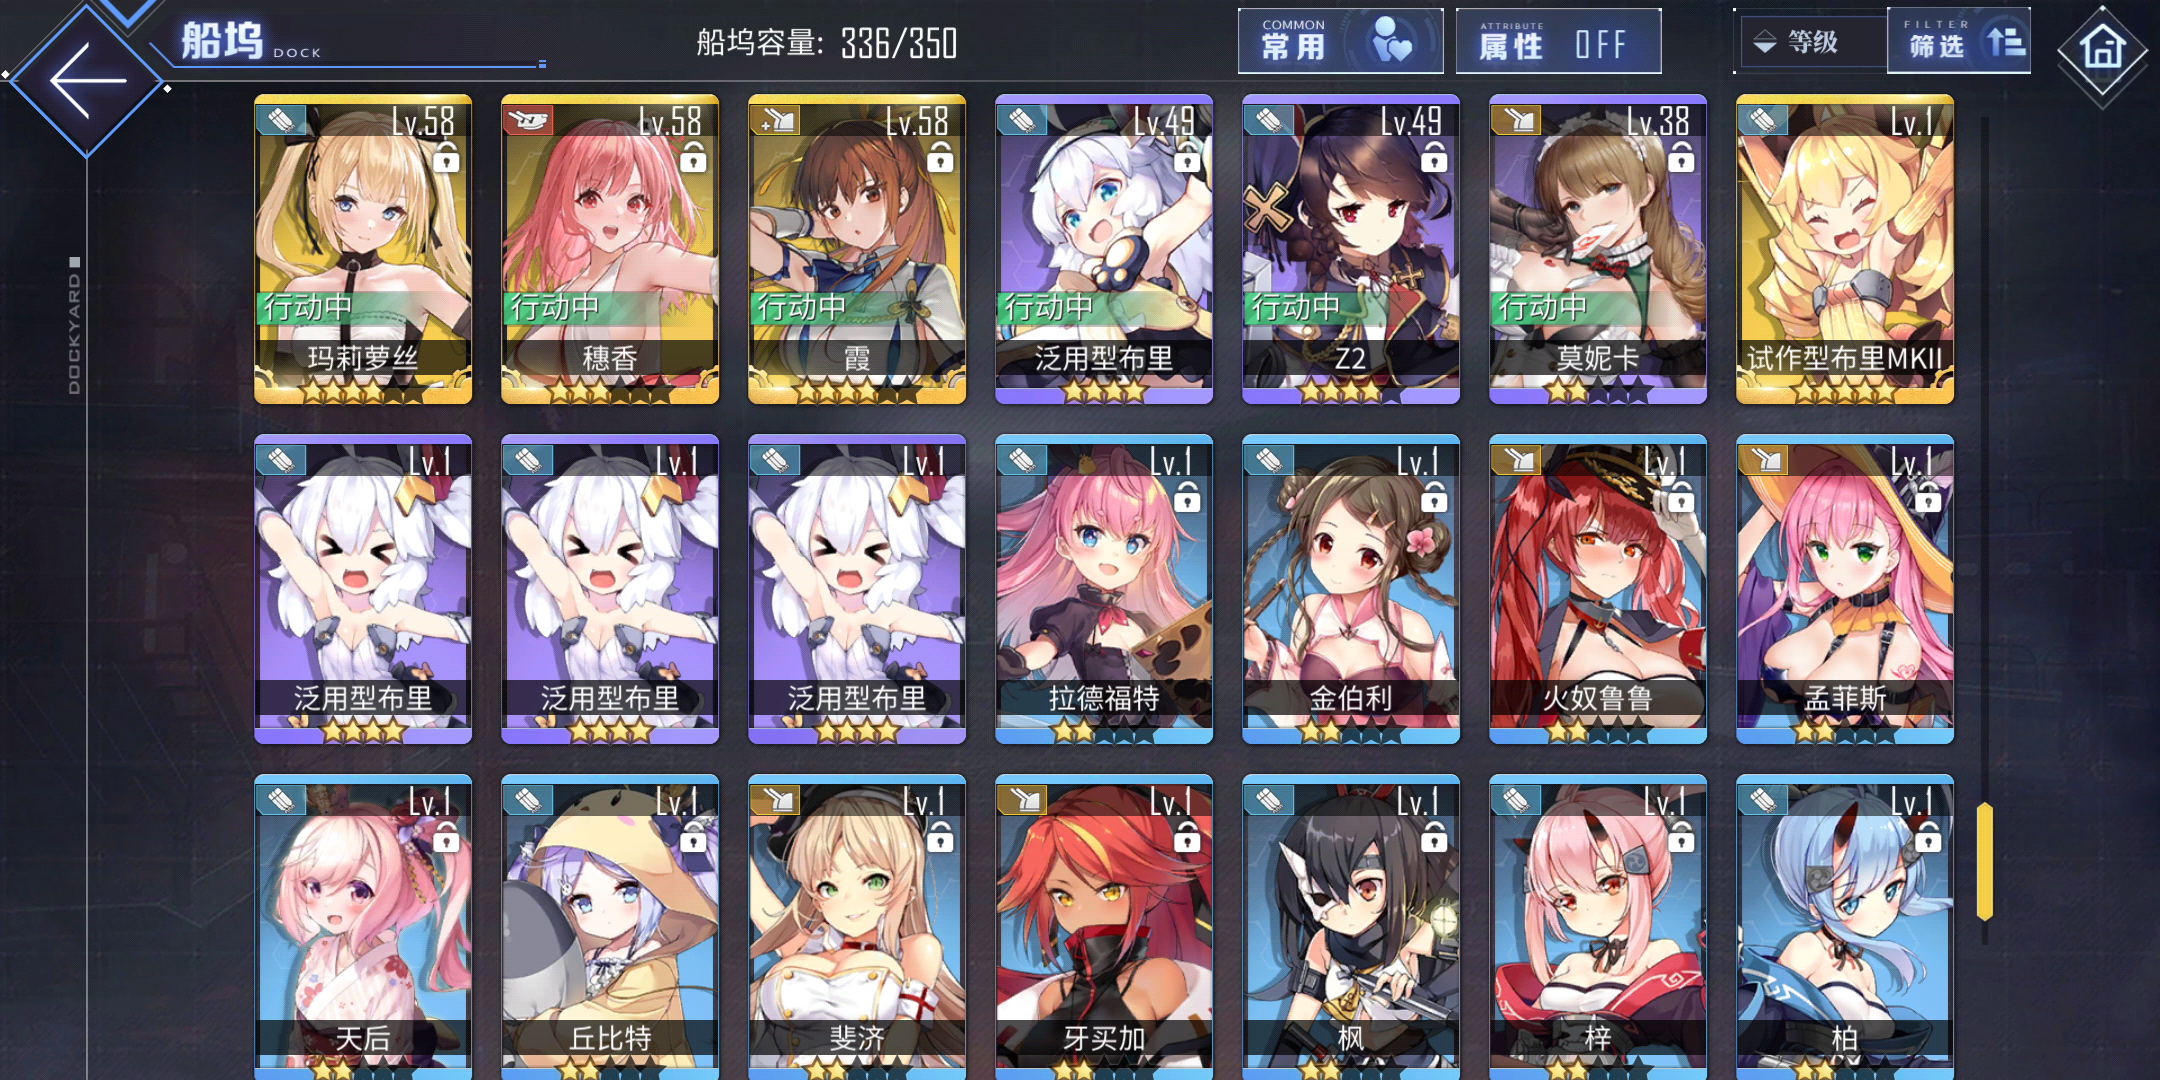 船坞 DOCK
船坞容量: 336/350
COMMON
常用
ATTRIBUTE
属性 OFF
等级
FILTER
筛选
DOCKYARD
Lv.58 Lv.58 Lv.58 Lv.49 Lv.49 Lv.38 Lv.1
行动中 行动中 行动中 行动中 行动中 行动中
玛莉萝丝 穗香 霞 泛用型布里 Z2 莫妮卡 试作型布里MKII
Lv.1 Lv.1 Lv.1 Lv.1 Lv.1 Lv.1 Lv.1
泛用型布里 泛用型布里 泛用型布里 拉德福特 金伯利 火奴鲁鲁 孟菲斯
Lv.1 Lv.1 Lv.1 Lv.1 Lv.1 Lv.1 Lv.1
天后 丘比特 斐济 牙买加 枫 梓 柏